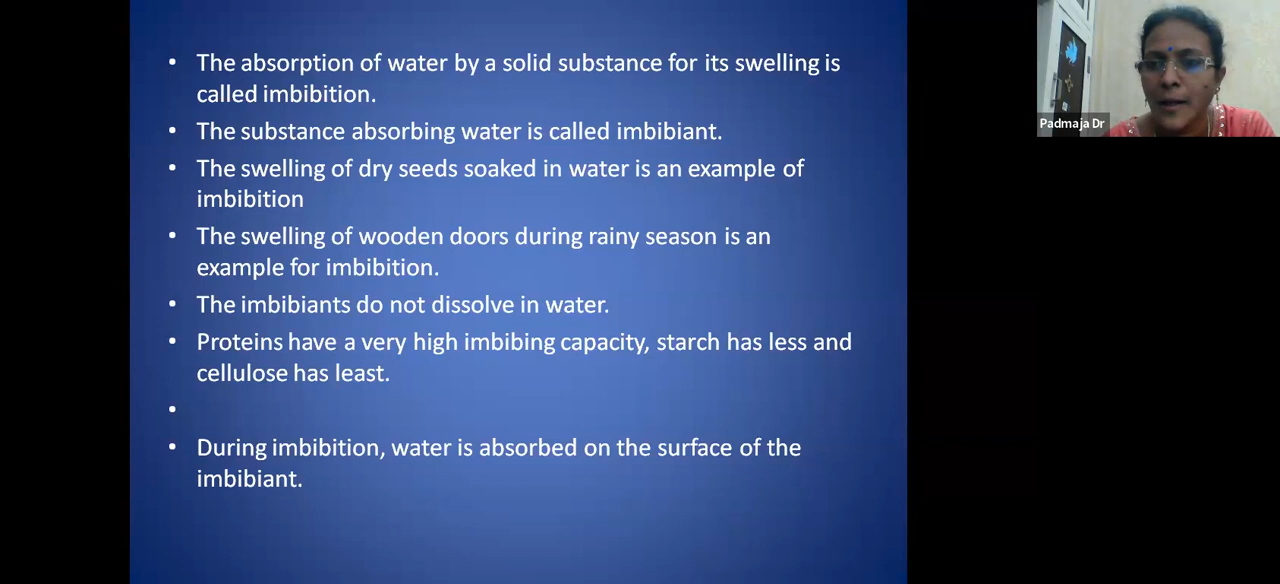 • The absorption of water by a solid substance for its swelling is
called imbibition.
• The substance absorbing water is called imbibiant.
• The swelling of dry seeds soaked in water is an example of
imbibition
• The swelling of wooden doors during rainy season is an
example for imbibition.
• The imbibiants do not dissolve in water.
• Proteins have a very high imbibing capacity, starch has less and
cellulose has least.
•
• During imbibition, water is absorbed on the surface of the
imbibiant.
Padmaja Dr